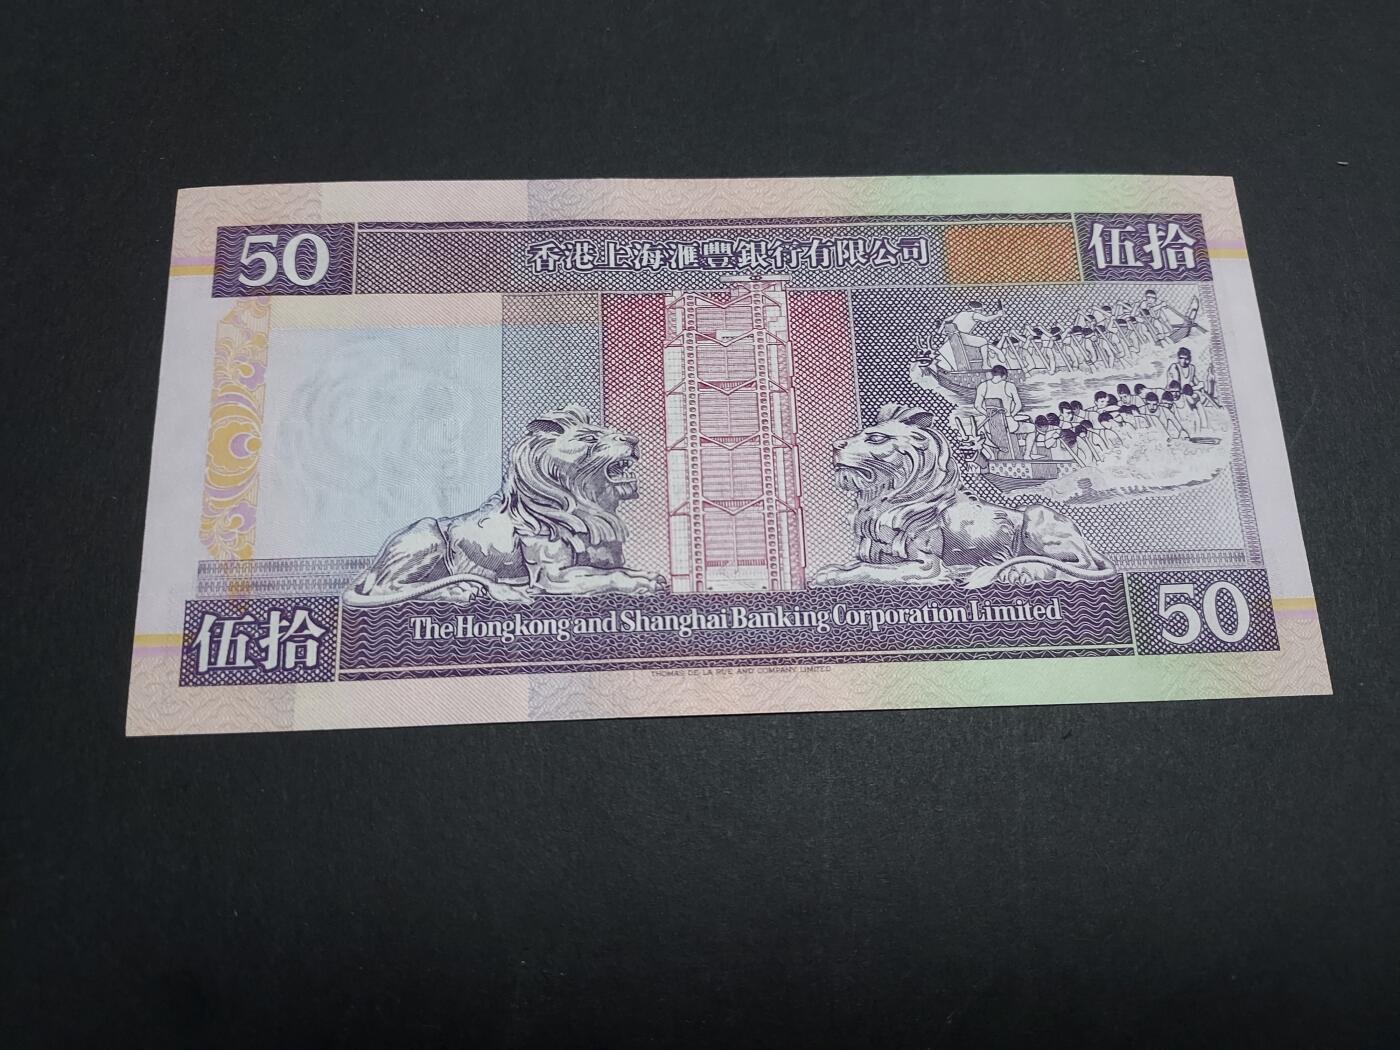 50 香港上海滙豐銀行有限公司 伍拾
伍拾 The Hongkong and Shanghai Banking Corporation Limited 50
THOMAS DE LA RUE AND COMPANY LIMITED